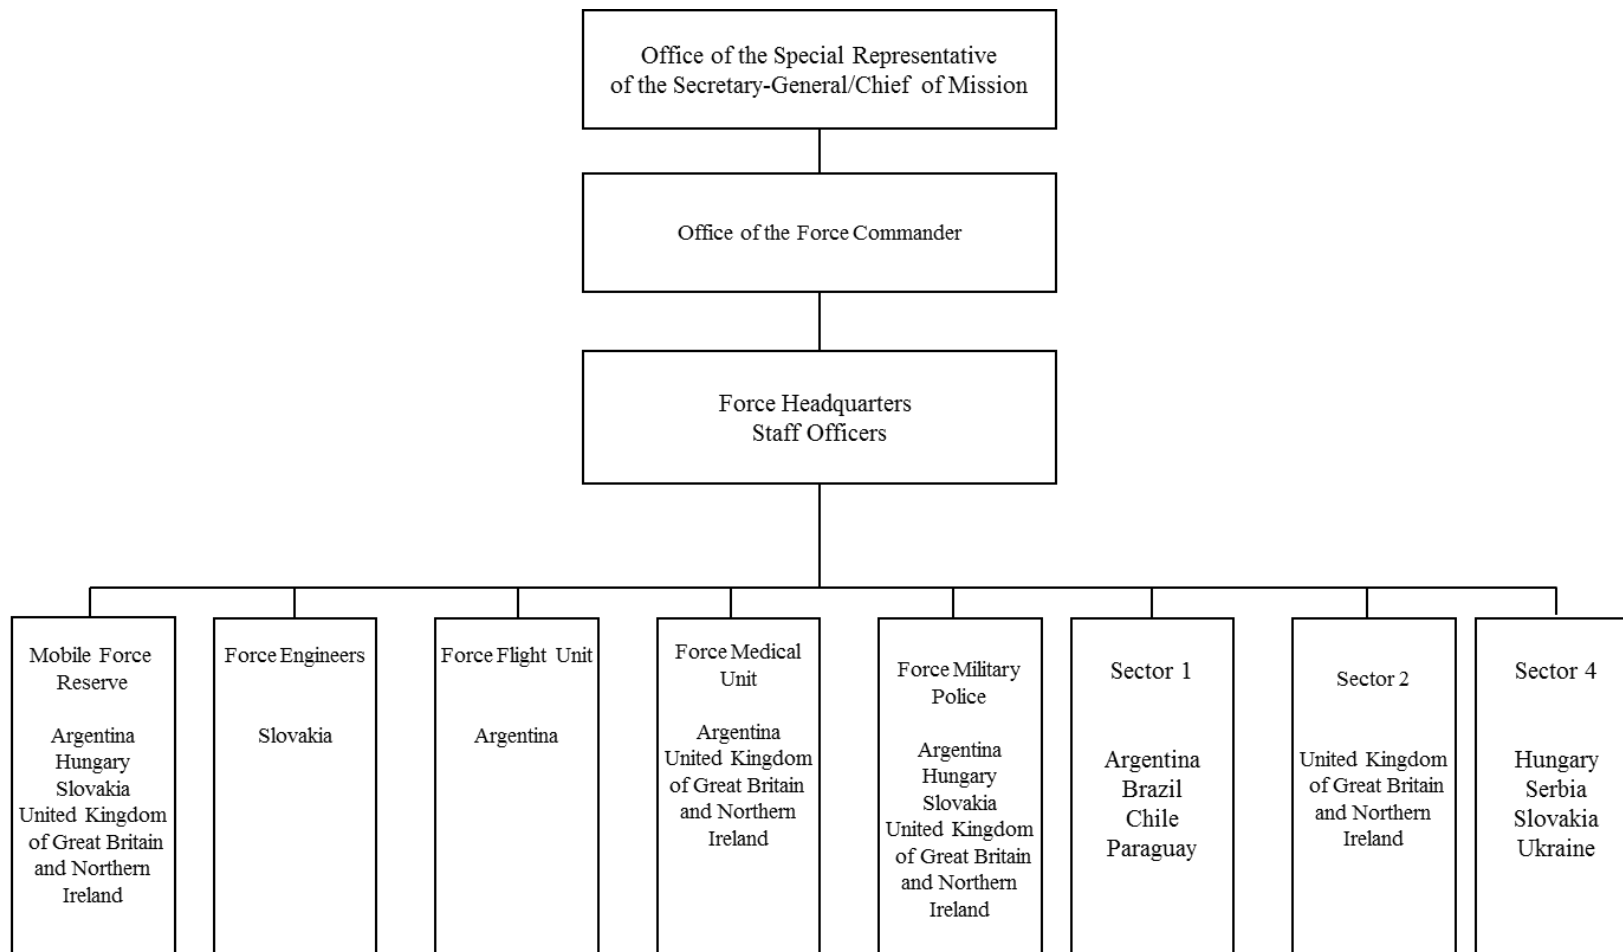 Office of the Special Representative
of the Secretary-General/Chief of Mission
Office of the Force Commander
Force Headquarters
Staff Officers
Mobile Force
Reserve
Argentina
Hungary
Slovakia
United Kingdom
of Great Britain
and Northern
Ireland
Force Engineers
Slovakia
Force Flight Unit
Argentina
Force Medical
Unit
Argentina
United Kingdom
of Great Britain
and Northern
Ireland
Force Military
Police
Argentina
Hungary
Slovakia
United Kingdom
of Great Britain
and Northern
Ireland
Sector 1
Argentina
Brazil
Chile
Paraguay
Sector 2
United Kingdom
of Great Britain
and Northern
Ireland
Sector 4
Hungary
Serbia
Slovakia
Ukraine